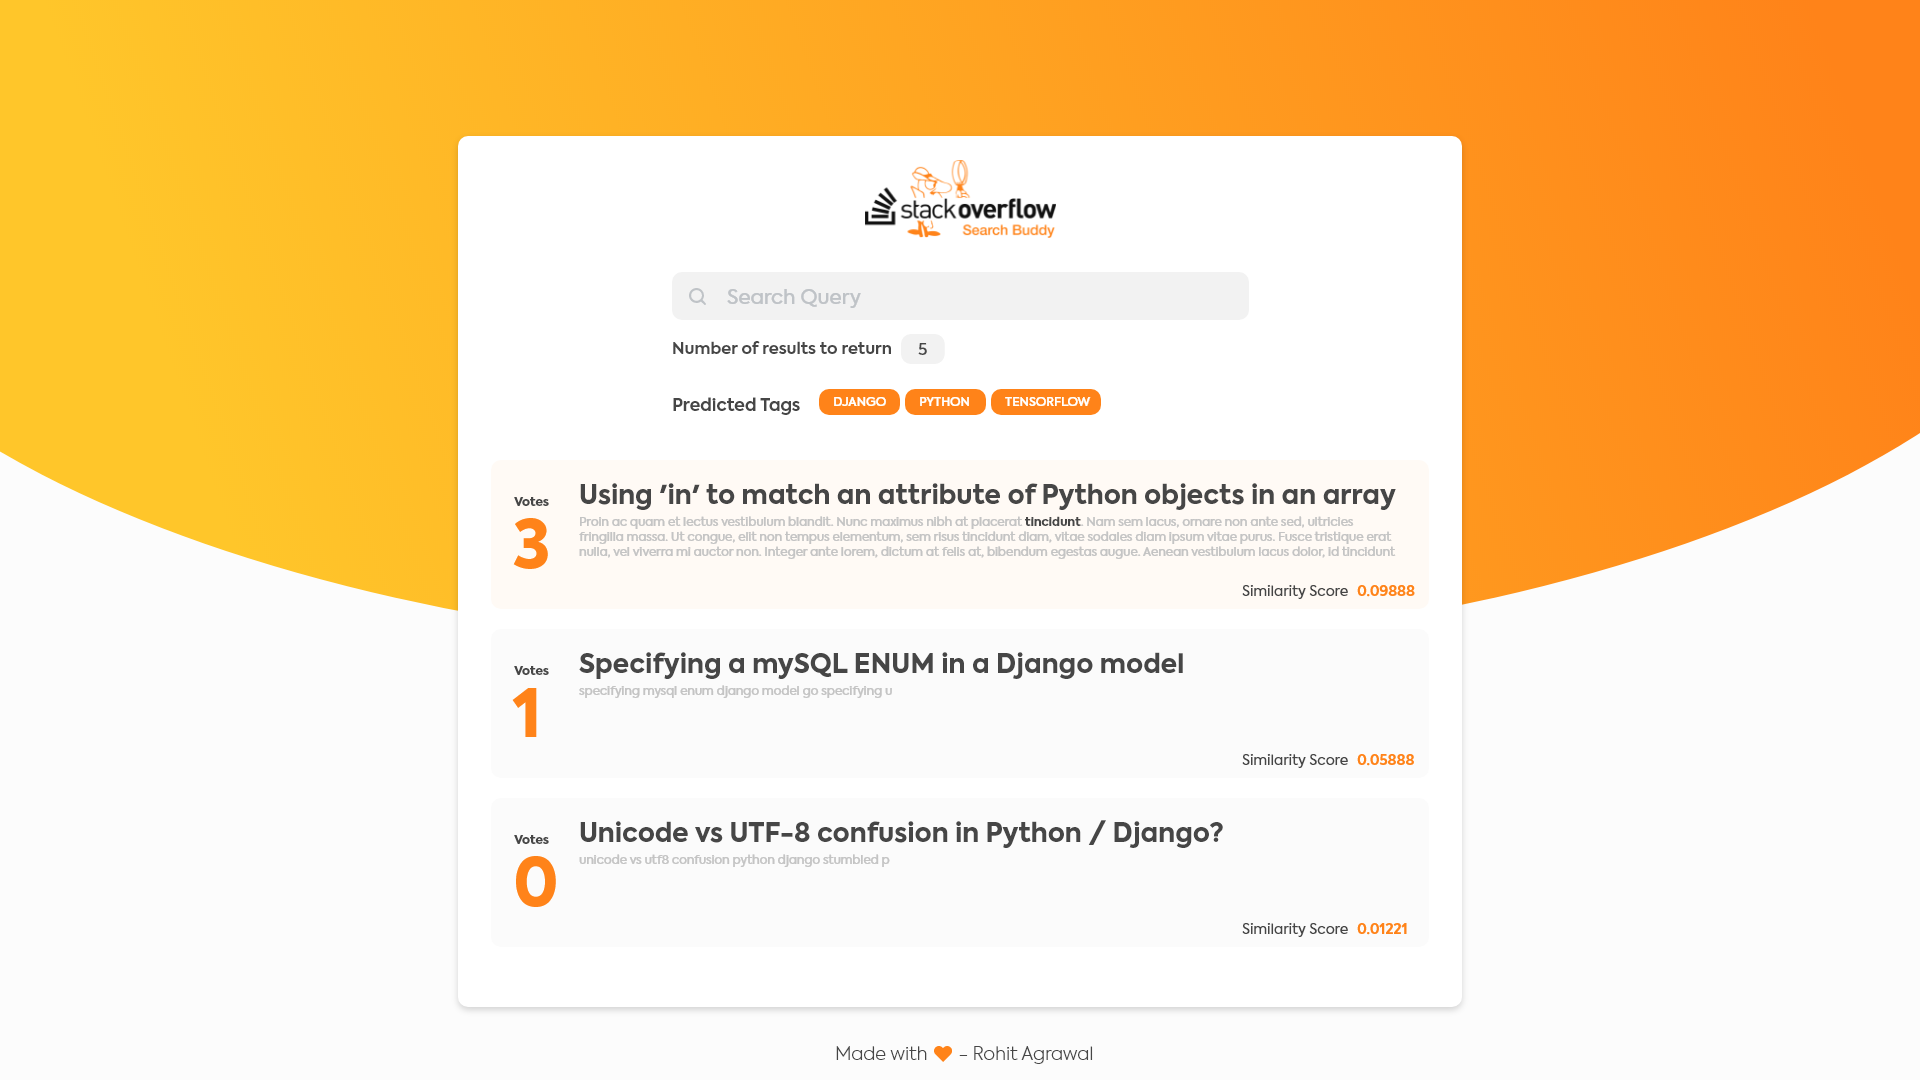 stackoverflow
Search Buddy
Search Query
Number of results to return 5
Predicted Tags DJANGO PYTHON TENSORFLOW
Votes
3
Using 'in' to match an attribute of Python objects in an array
Proin ac quam et lectus vestibulum blandit. Nunc maximus nibh at placerat tincidunt. Nam sem lacus, ornare non ante sed, ultricies
fringilla massa. Ut congue, elit non tempus elementum, sem risus tincidunt diam, vitae sodales diam ipsum vitae purus. Fusce tristique erat
nulla, vel viverra mi auctor non. Integer ante lorem, dictum at felis at, bibendum egestas augue. Aenean vestibulum lacus dolor, id tincidunt
Similarity Score 0.09888
Votes
1
Specifying a mySQL ENUM in a Django model
specifying mysql enum django model go specifying u
Similarity Score 0.05888
Votes
0
Unicode vs UTF-8 confusion in Python / Django?
unicode vs utf8 confusion python django stumbled p
Similarity Score 0.01221
Made with 🧡 - Rohit Agrawal